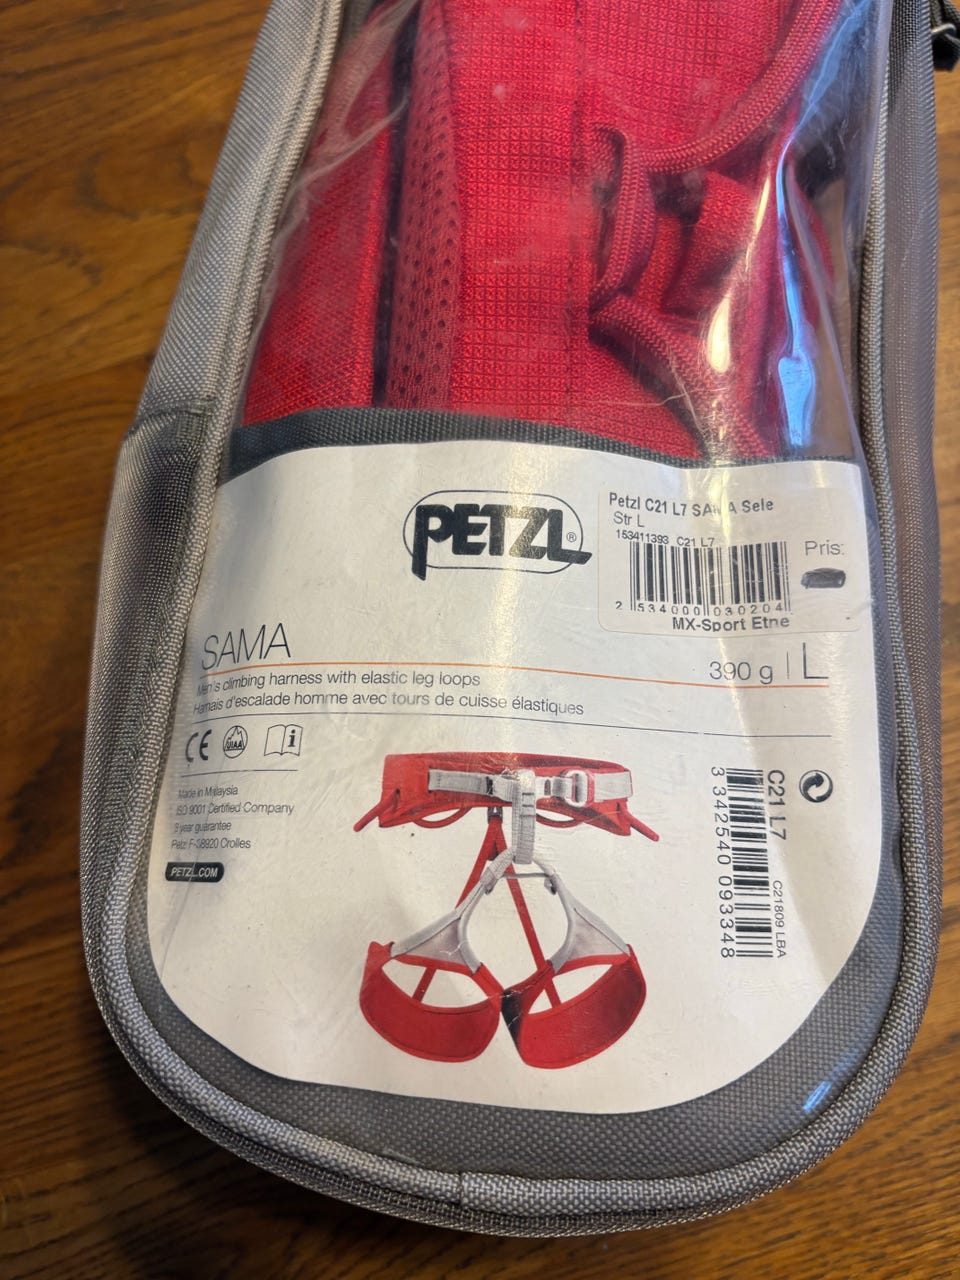 PETZL®
Petzl C21 L7 SAMA Sele
Str L
153411393 C21 L7
Pris:
2 534000 030204
MX-Sport Etne
SAMA
390 g | L
Men's climbing harness with elastic leg loops
Harnais d'escalade homme avec tours de cuisse élastiques
CE UIAA i
Made in Malaysia
ISO 9001 Certified Company
3 year guarantee
Petzl F-38920 Crolles
PETZL.COM
C21 L7
3 342540 093348
C21809 LBA